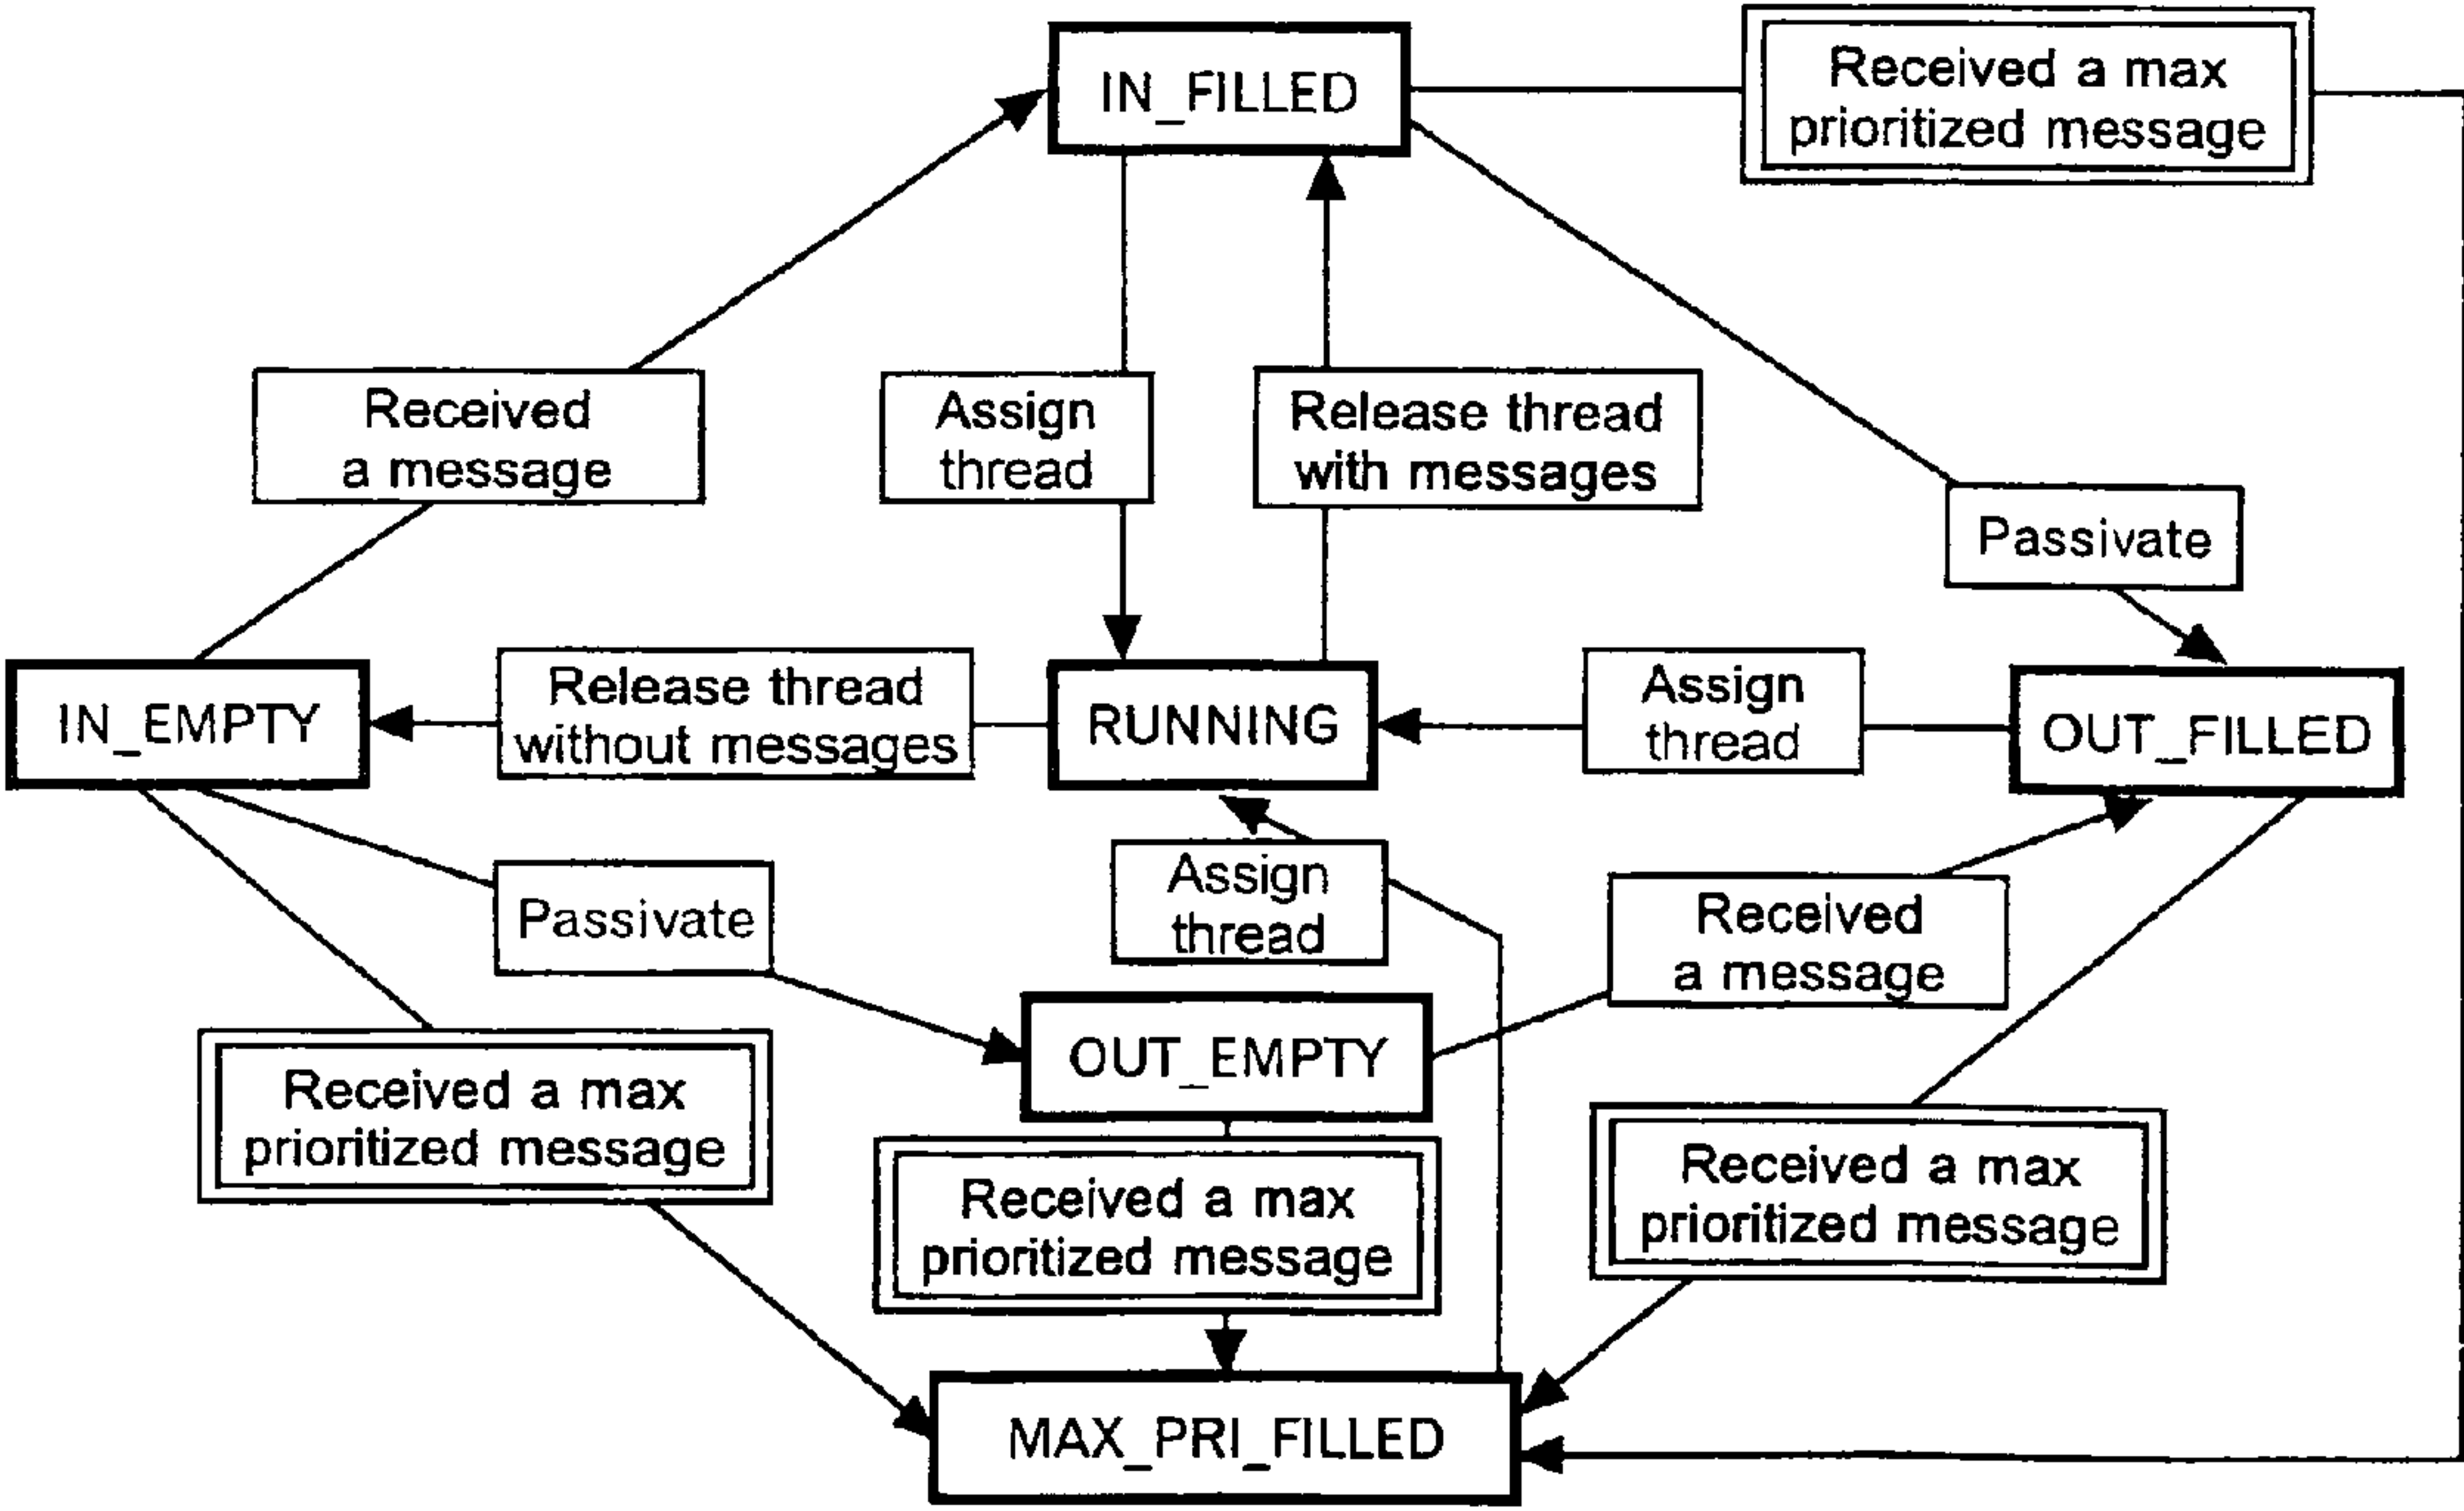 IN_FILLED
Received a max
prioritized message
Received
a message
Assign
thread
Release thread
with messages
Passivate
IN_EMPTY
Release thread
without messages
RUNNING
Assign
thread
OUT_FILLED
Passivate
Assign
thread
Received
a message
OUT_EMPTY
Received a max
prioritized message
Received a max
prioritized message
Received a max
prioritized message
MAX_PRI_FILLED